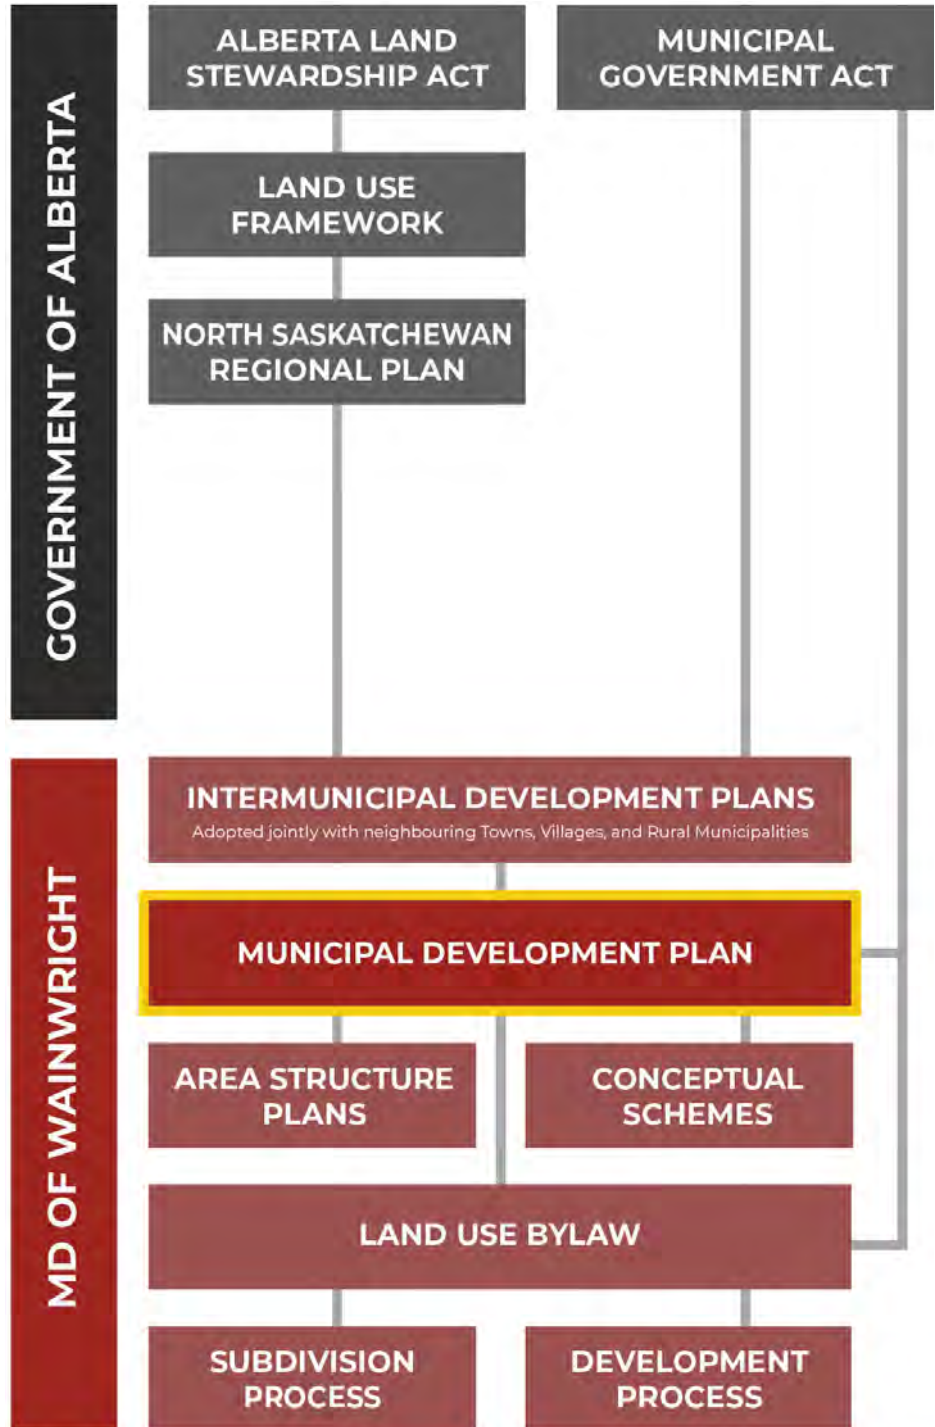 GOVERNMENT OF ALBERTA
ALBERTA LAND
STEWARDSHIP ACT
MUNICIPAL
GOVERNMENT ACT
LAND USE
FRAMEWORK
NORTH SASKATCHEWAN
REGIONAL PLAN
MD OF WAINWRIGHT
INTERMUNICIPAL DEVELOPMENT PLANS
Adopted jointly with neighbouring Towns, Villages, and Rural Municipalities
MUNICIPAL DEVELOPMENT PLAN
AREA STRUCTURE
PLANS
CONCEPTUAL
SCHEMES
LAND USE BYLAW
SUBDIVISION
PROCESS
DEVELOPMENT
PROCESS